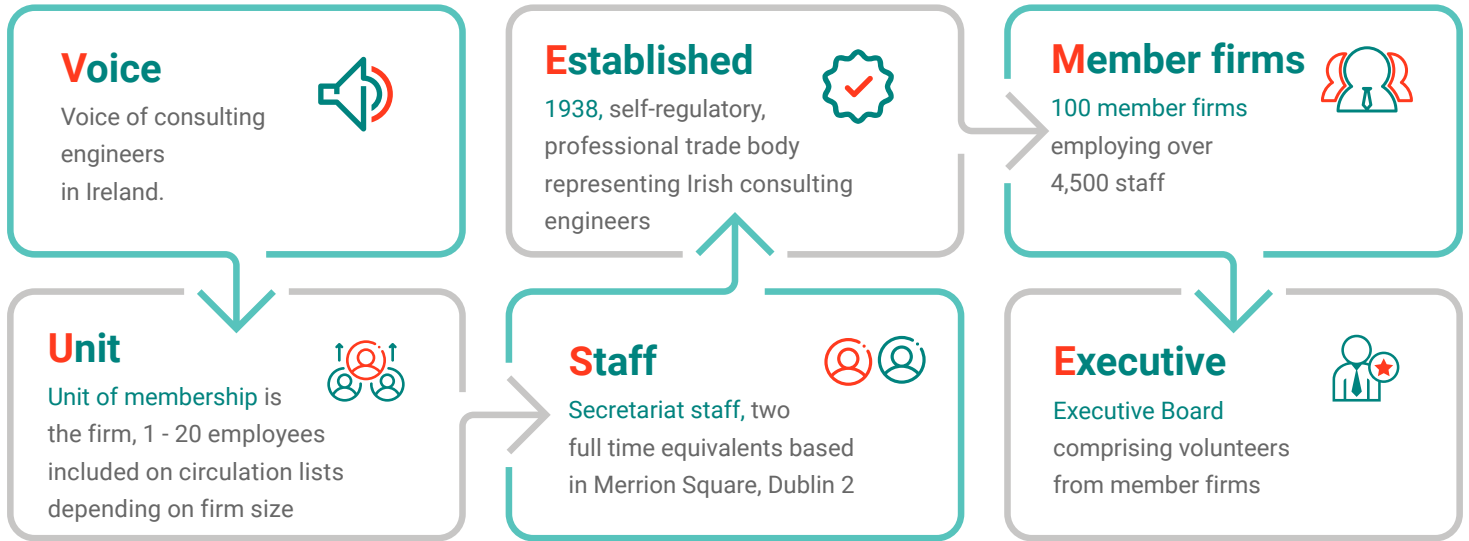 Voice
Voice of consulting
engineers
in Ireland.
Unit
Unit of membership is
the firm, 1 - 20 employees
included on circulation lists
depending on firm size
Staff
Secretariat staff, two
full time equivalents based
in Merrion Square, Dublin 2
Established
1938, self-regulatory,
professional trade body
representing Irish consulting
engineers
Member firms
100 member firms
employing over
4,500 staff
Executive
Executive Board
comprising volunteers
from member firms